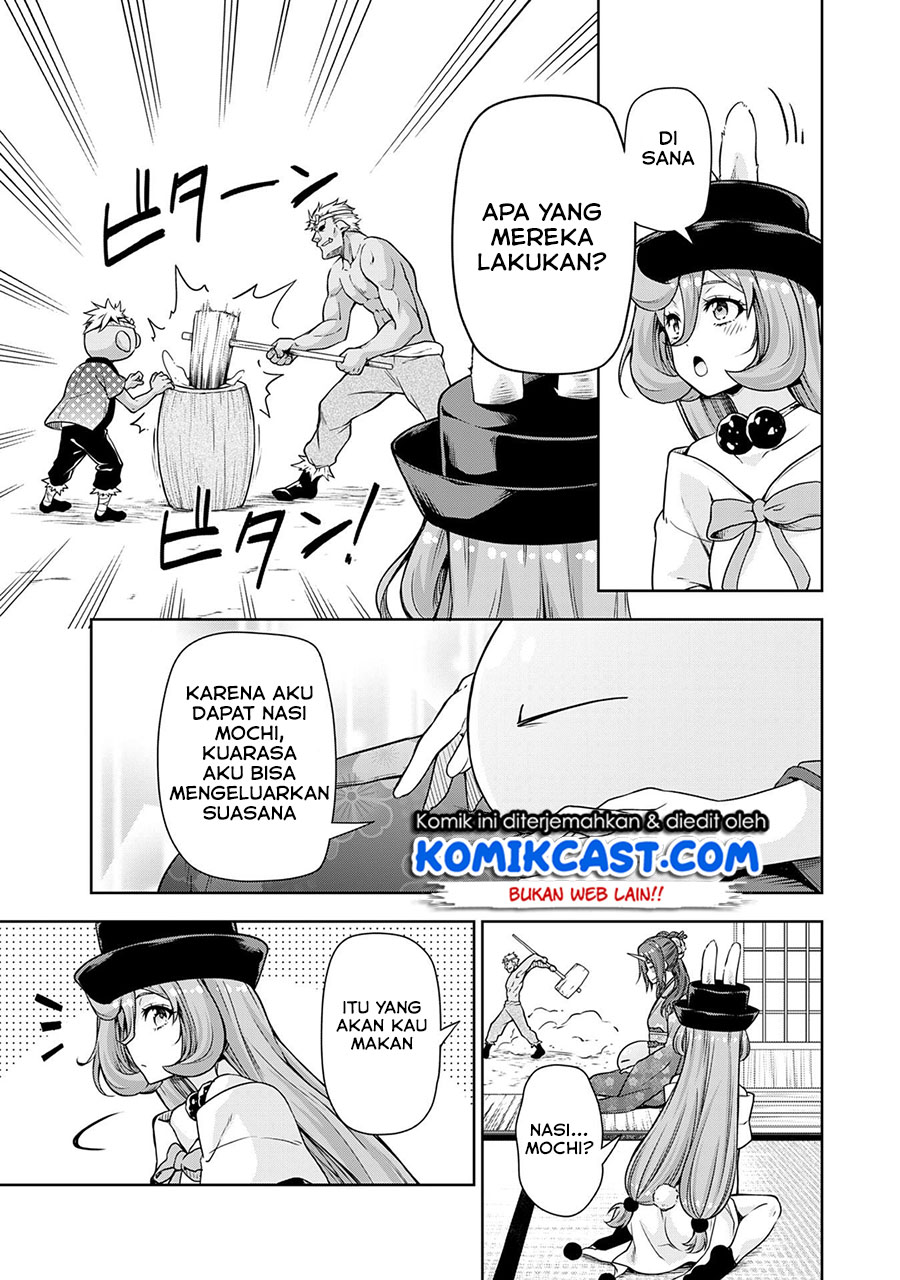 DI
SANA
APA YANG
MEREKA
LAKUKAN?
ビターン
ビタン!
KARENA AKU
DAPAT NASI
MOCHI,
KUARASA
AKU BISA
MENGELUARKAN
SUASANA
Komik ini diterjemahkan & diedit oleh
KOMIKCAST.COM
BUKAN WEB LAIN!!
NASI...
MOCHI?
ITU YANG
AKAN KAU
MAKAN